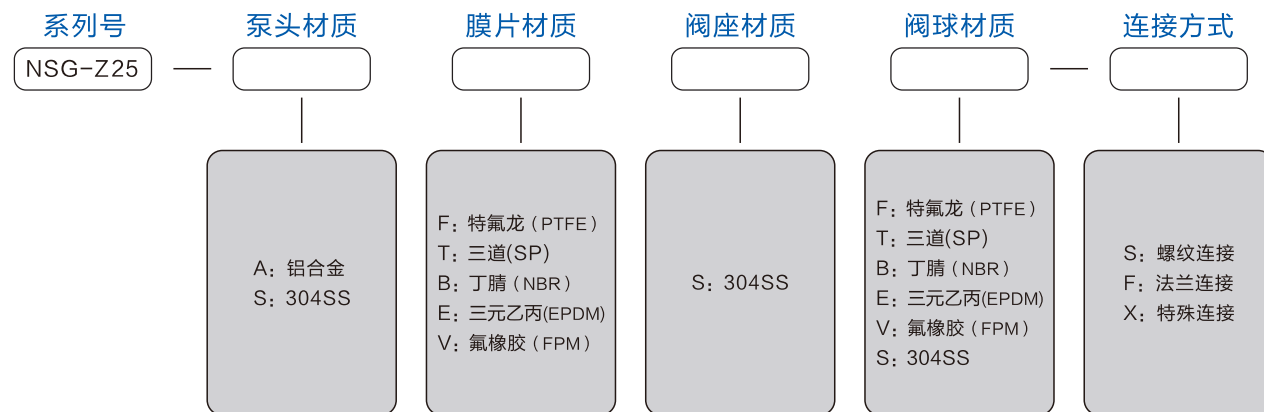 系列号
泵头材质
膜片材质
阀座材质
阀球材质
连接方式
NSG-Z25
A：铝合金
S：304SS
F：特氟龙（PTFE）
T：三道(SP)
B：丁腈（NBR）
E：三元乙丙(EPDM)
V：氟橡胶（FPM）
S：304SS
F：特氟龙（PTFE）
T：三道(SP)
B：丁腈（NBR）
E：三元乙丙(EPDM)
V：氟橡胶（FPM）
S：304SS
S：螺纹连接
F：法兰连接
X：特殊连接